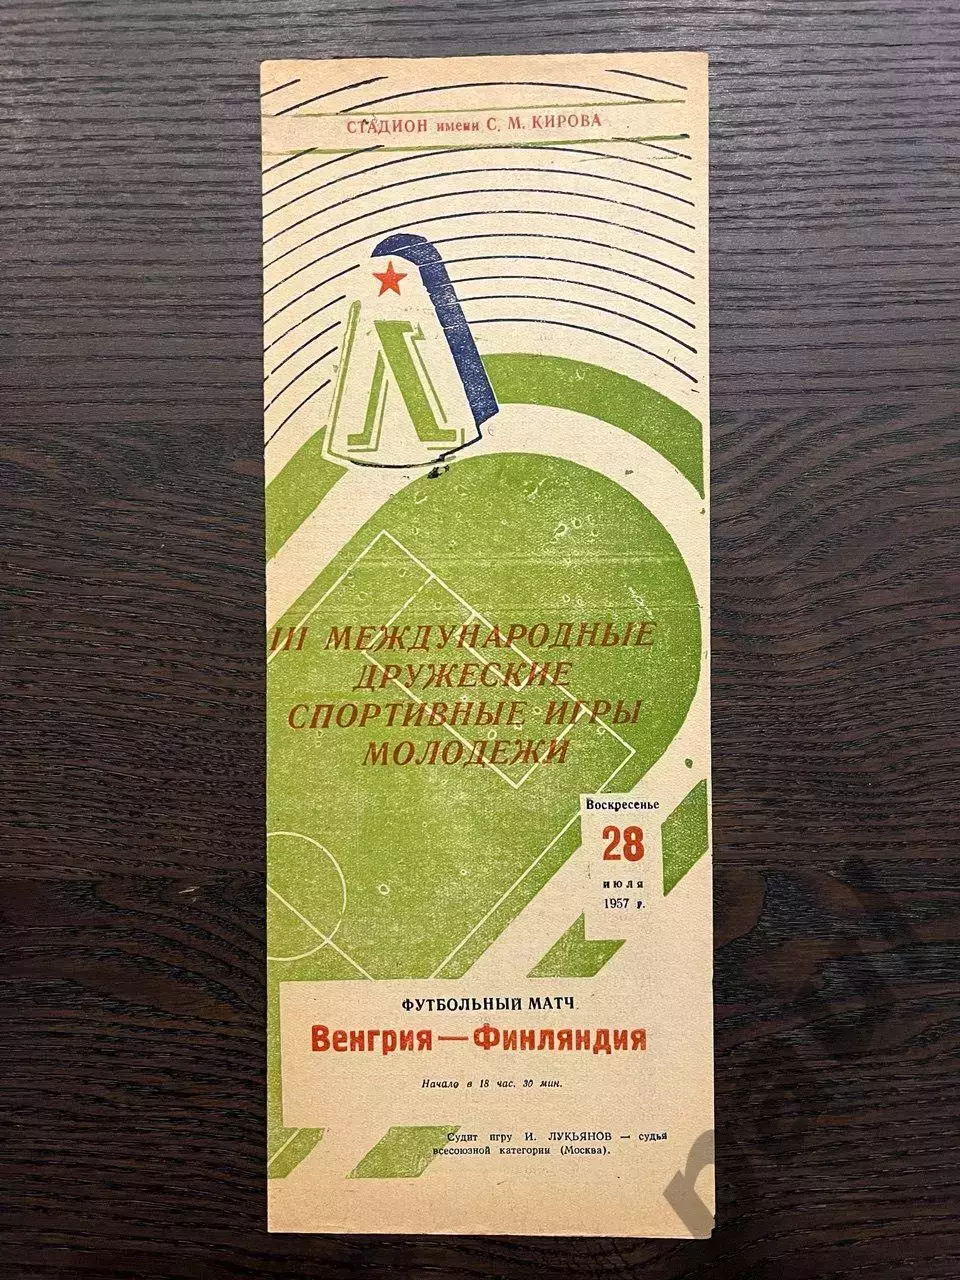 СТАДИОН имени С. М. КИРОВА
Л
III МЕЖДУНАРОДНЫЕ
ДРУЖЕСКИЕ
СПОРТИВНЫЕ ИГРЫ
МОЛОДЕЖИ
Воскресенье
28
июля
1957 г.
ФУТБОЛЬНЫЙ МАТЧ
Венгрия—Финляндия
Начало в 18 час. 30 мин.
Судит игру И. ЛУКЬЯНОВ — судья
всесоюзной категории (Москва).